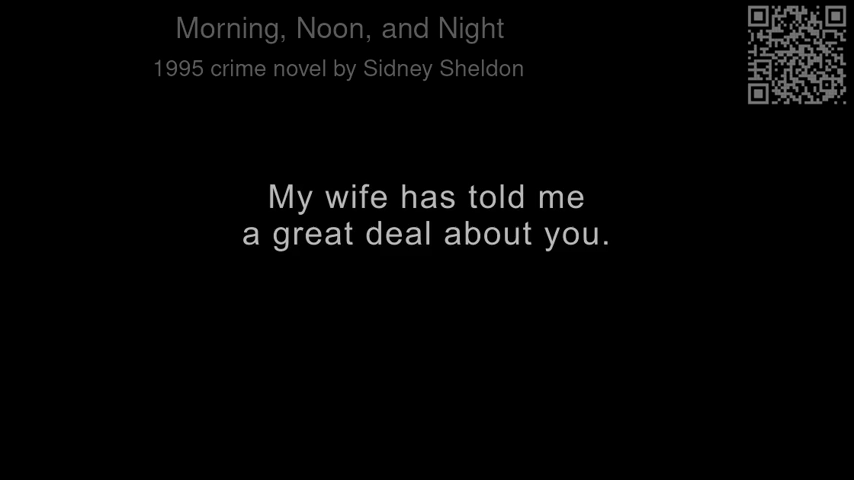 Morning, Noon, and Night
1995 crime novel by Sidney Sheldon
My wife has told me
a great deal about you.